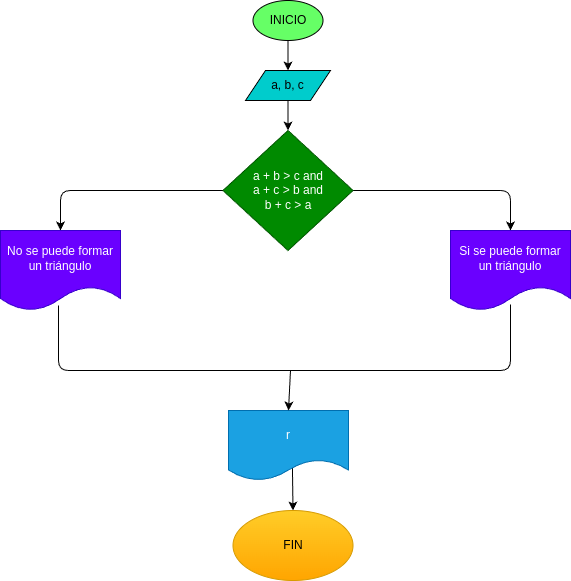 INICIO
a, b, c
a + b > c and
a + c > b and
b + c > a
No se puede formar
un triángulo
Si se puede formar
un triángulo
r
FIN